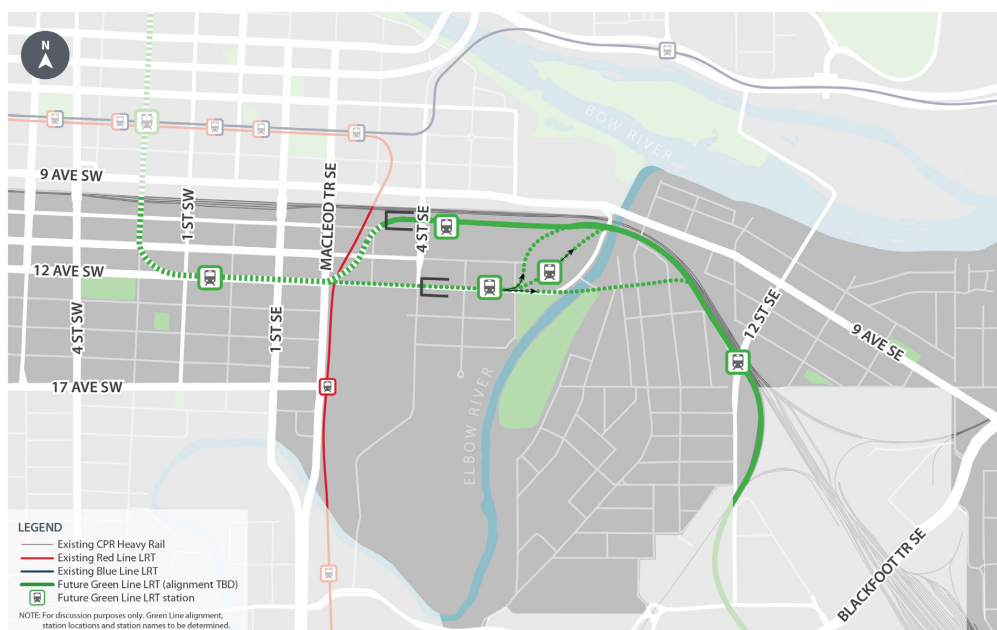 N
BOW RIVER
9 AVE SW
1 ST SW
MACLEOD TR SE
4 ST SE
12 AVE SW
4 ST SW
1 ST SE
12 ST SE
9 AVE SE
17 AVE SW
ELBOW RIVER
BLACKFOOT TR SE
LEGEND
Existing CPR Heavy Rail
Existing Red Line LRT
Existing Blue Line LRT
Future Green Line LRT (alignment TBD)
Future Green Line LRT station
NOTE: For discussion purposes only. Green Line alignment,
station locations and station names to be determined.